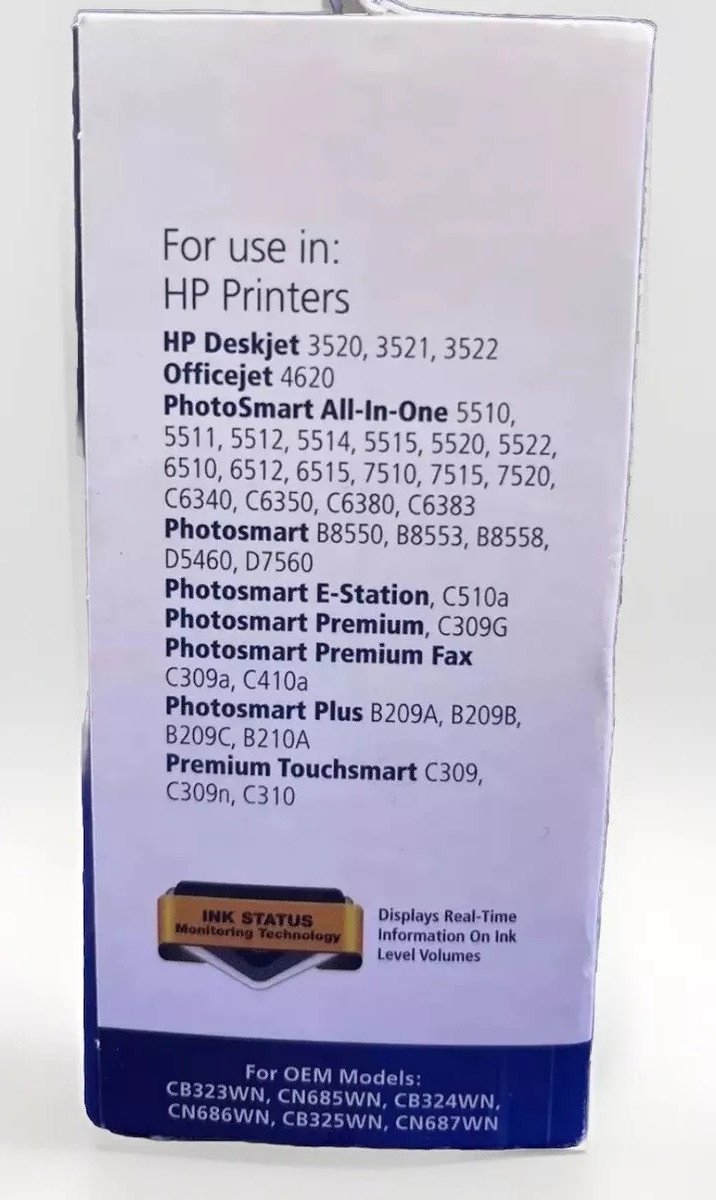 For use in:
HP Printers
HP Deskjet 3520, 3521, 3522
Officejet 4620
PhotoSmart All-In-One 5510,
5511, 5512, 5514, 5515, 5520, 5522,
6510, 6512, 6515, 7510, 7515, 7520,
C6340, C6350, C6380, C6383
Photosmart B8550, B8553, B8558,
D5460, D7560
Photosmart E-Station, C510a
Photosmart Premium, C309G
Photosmart Premium Fax
C309a, C410a
Photosmart Plus B209A, B209B,
B209C, B210A
Premium Touchsmart C309,
C309n, C310
INK STATUS
Monitoring Technology
Displays Real-Time
Information On Ink
Level Volumes
For OEM Models:
CB323WN, CN685WN, CB324WN,
CN686WN, CB325WN, CN687WN